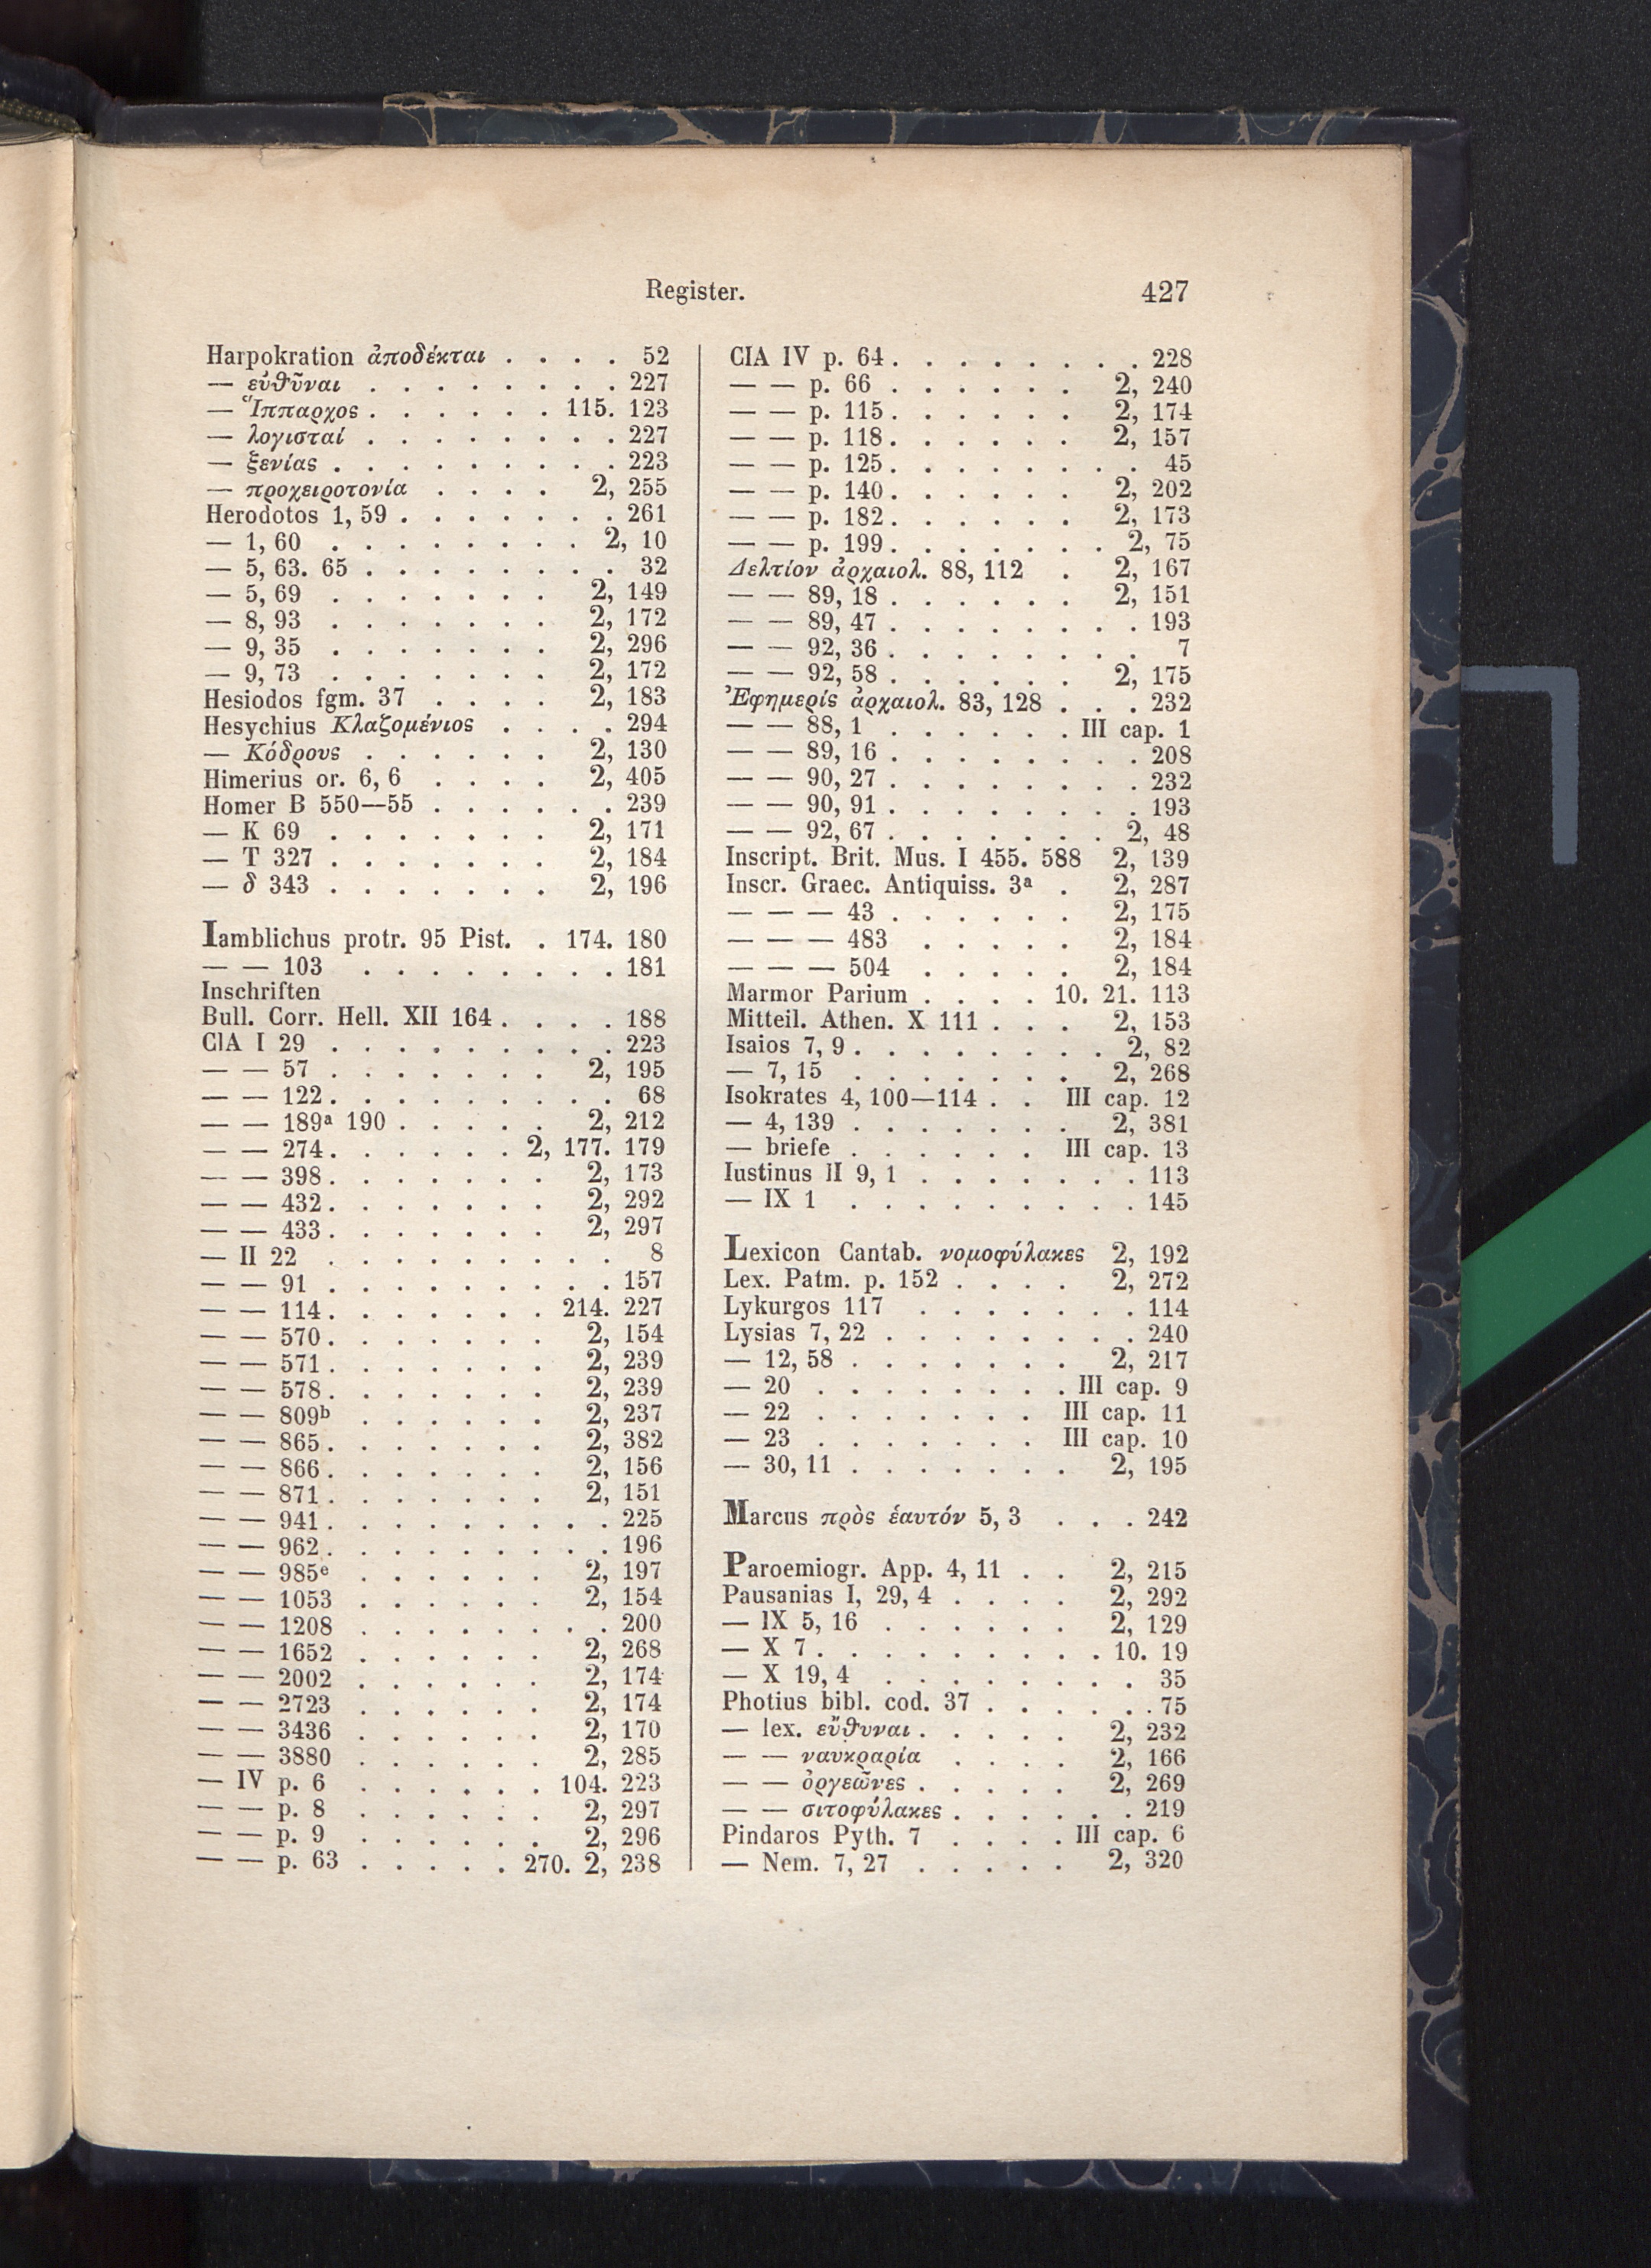 Register. 427
Harpokration ἀποδέκται . . . . 52
— εὐθῦναι . . . . . . . . 227
— Ἵππαρχος . . . . . . 115. 123
— λογισταί . . . . . . . . 227
— ξενίας . . . . . . . . . 223
— προχειροτονία . . . . 2, 255
Herodotos 1, 59 . . . . . . . 261
— 1, 60 . . . . . . . . 2, 10
— 5, 63. 65 . . . . . . . . 32
— 5, 69 . . . . . . . 2, 149
— 8, 93 . . . . . . . 2, 172
— 9, 35 . . . . . . . 2, 296
— 9, 73 . . . . . . . 2, 172
Hesiodos fgm. 37 . . . . 2, 183
Hesychius Κλαζομένιος . . . . 294
— Κόδρους . . . . . . 2, 130
Himerius or. 6, 6 . . . . 2, 405
Homer B 550—55 . . . . . . 239
— K 69 . . . . . . . 2, 171
— T 327 . . . . . . . 2, 184
— δ 343 . . . . . . . 2, 196
Iamblichus protr. 95 Pist. . 174. 180
— — 103 . . . . . . . . 181
Inschriften
Bull. Corr. Hell. XII 164 . . . . 188
CIA I 29 . . . . . . . . . 223
— — 57 . . . . . . . 2, 195
— — 122 . . . . . . . . . 68
— — 189ᵃ 190 . . . . . 2, 212
— — 274 . . . . . . 2, 177. 179
— — 398 . . . . . . . 2, 173
— — 432 . . . . . . . 2, 292
— — 433 . . . . . . . 2, 297
— II 22 . . . . . . . . . 8
— — 91 . . . . . . . . . 157
— — 114 . . . . . . . 214. 227
— — 570 . . . . . . . 2, 154
— — 571 . . . . . . . 2, 239
— — 578 . . . . . . . 2, 239
— — 809ᵇ . . . . . . 2, 237
— — 865 . . . . . . . 2, 382
— — 866 . . . . . . . 2, 156
— — 871 . . . . . . . 2, 151
— — 941 . . . . . . . . . 225
— — 962 . . . . . . . . . 196
— — 985ᵉ . . . . . . 2, 197
— — 1053 . . . . . . 2, 154
— — 1208 . . . . . . . . 200
— — 1652 . . . . . . 2, 268
— — 2002 . . . . . . 2, 174
— — 2723 . . . . . . 2, 174
— — 3436 . . . . . . 2, 170
— — 3880 . . . . . . 2, 285
— IV p. 6 . . . . . . 104. 223
— — p. 8 . . . . . . 2, 297
— — p. 9 . . . . . . 2, 296
— — p. 63 . . . . . 270. 2, 238
CIA IV p. 64 . . . . . . . . 228
— — p. 66 . . . . . . 2, 240
— — p. 115 . . . . . . 2, 174
— — p. 118 . . . . . . 2, 157
— — p. 125 . . . . . . . . 45
— — p. 140 . . . . . . 2, 202
— — p. 182 . . . . . . 2, 173
— — p. 199 . . . . . . . 2, 75
Δελτίον ἀρχαιολ. 88, 112 . 2, 167
— — 89, 18 . . . . . . 2, 151
— — 89, 47 . . . . . . . . 193
— — 92, 36 . . . . . . . . 7
— — 92, 58 . . . . . . 2, 175
Ἐφημερίς ἀρχαιολ. 83, 128 . . . 232
— — 88, 1 . . . . . . III cap. 1
— — 89, 16 . . . . . . . . 208
— — 90, 27 . . . . . . . . 232
— — 90, 91 . . . . . . . . 193
— — 92, 67 . . . . . . . 2, 48
Inscript. Brit. Mus. I 455. 588 2, 139
Inscr. Graec. Antiquiss. 3ᵃ . 2, 287
— — — 43 . . . . . . 2, 175
— — — 483 . . . . . 2, 184
— — — 504 . . . . . 2, 184
Marmor Parium . . . . 10. 21. 113
Mitteil. Athen. X 111 . . . 2, 153
Isaios 7, 9 . . . . . . . . . 2, 82
— 7, 15 . . . . . . . 2, 268
Isokrates 4, 100—114 . . III cap. 12
— 4, 139 . . . . . . . 2, 381
— briefe . . . . . . III cap. 13
Iustinus II 9, 1 . . . . . . . 113
— IX 1 . . . . . . . . . 145
Lexicon Cantab. νομοφύλακες 2, 192
Lex. Patm. p. 152 . . . . 2, 272
Lykurgos 117 . . . . . . . 114
Lysias 7, 22 . . . . . . . . 240
— 12, 58 . . . . . . . 2, 217
— 20 . . . . . . . . III cap. 9
— 22 . . . . . . . III cap. 11
— 23 . . . . . . . III cap. 10
— 30, 11 . . . . . . . 2, 195
Marcus πρὸς ἑαυτόν 5, 3 . . . 242
Paroemiogr. App. 4, 11 . . 2, 215
Pausanias I, 29, 4 . . . . 2, 292
— IX 5, 16 . . . . . . 2, 129
— X 7 . . . . . . . . . 10. 19
— X 19, 4 . . . . . . . . 35
Photius bibl. cod. 37 . . . . . . 75
— lex. εὔθυναι . . . . . 2, 232
— — ναυκραρία . . . . 2, 166
— — ὀργεῶνες . . . . . 2, 269
— — σιτοφύλακες . . . . . . 219
Pindaros Pyth. 7 . . . . III cap. 6
— Nem. 7, 27 . . . . . 2, 320